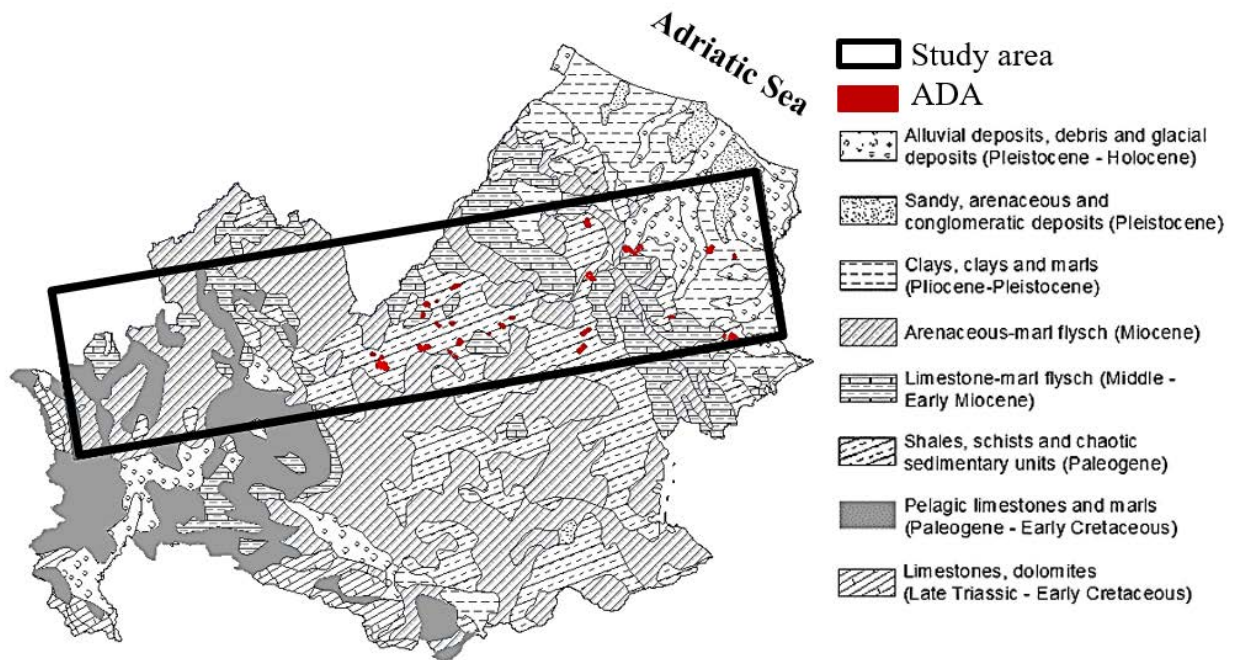 Adriatic Sea
Study area
ADA
Alluvial deposits, debris and glacial
deposits (Pleistocene - Holocene)
Sandy, arenaceous and
conglomeratic deposits (Pleistocene)
Clays, clays and marls
(Pliocene-Pleistocene)
Arenaceous-marl flysch (Miocene)
Limestone-marl flysch (Middle -
Early Miocene)
Shales, schists and chaotic
sedimentary units (Paleogene)
Pelagic limestones and marls
(Paleogene - Early Cretaceous)
Limestones, dolomites
(Late Triassic - Early Cretaceous)